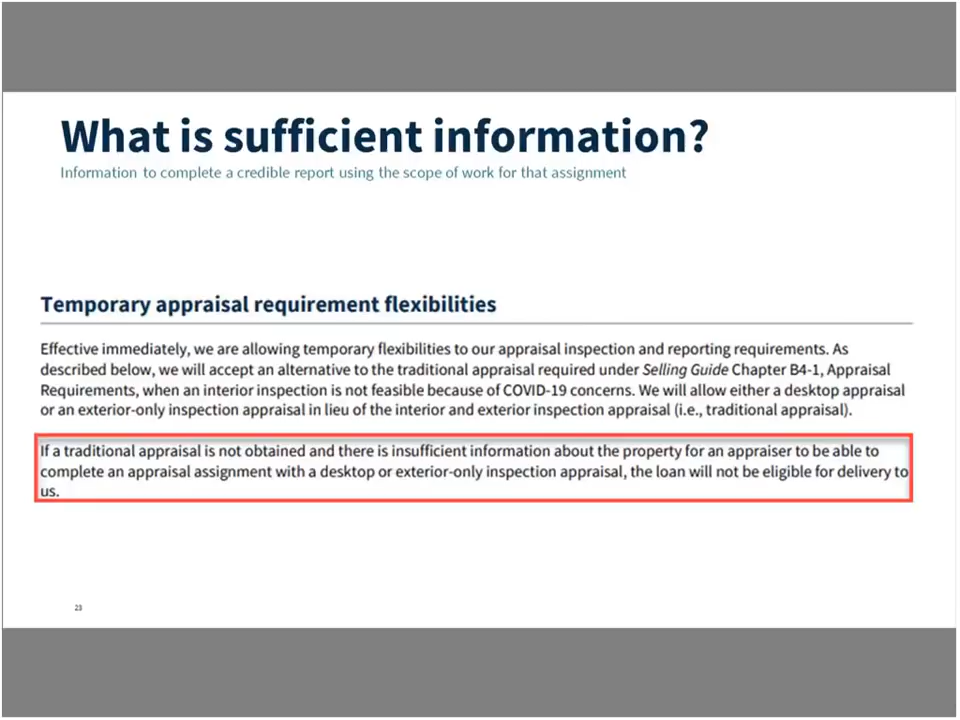 What is sufficient information?
Information to complete a credible report using the scope of work for that assignment
Temporary appraisal requirement flexibilities
Effective immediately, we are allowing temporary flexibilities to our appraisal inspection and reporting requirements. As
described below, we will accept an alternative to the traditional appraisal required under Selling Guide Chapter B4-1, Appraisal
Requirements, when an interior inspection is not feasible because of COVID-19 concerns. We will allow either a desktop appraisal
or an exterior-only inspection appraisal in lieu of the interior and exterior inspection appraisal (i.e., traditional appraisal).
If a traditional appraisal is not obtained and there is insufficient information about the property for an appraiser to be able to
complete an appraisal assignment with a desktop or exterior-only inspection appraisal, the loan will not be eligible for delivery to
us.
23